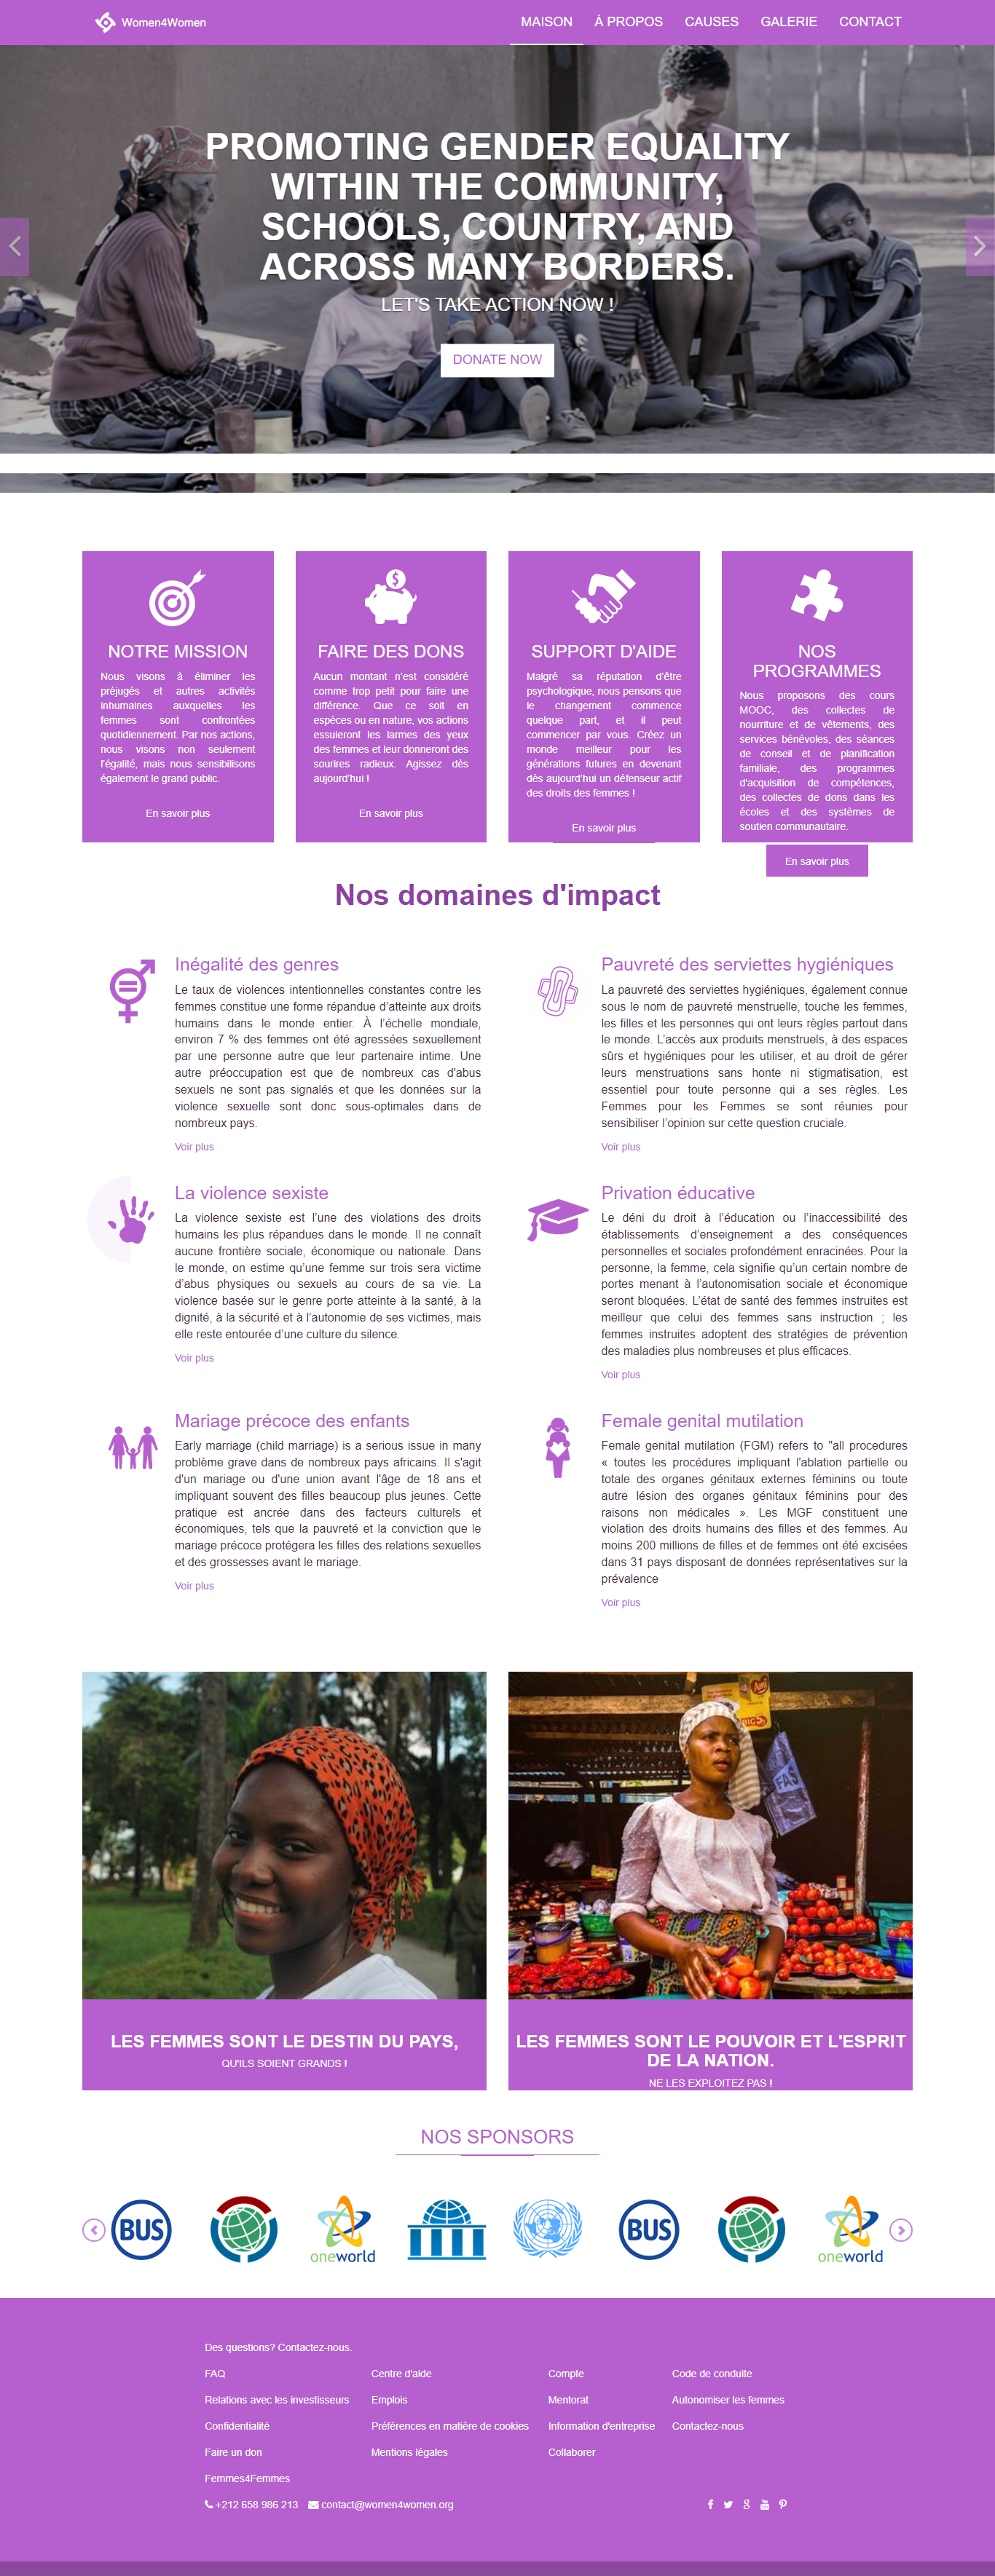 Women4Women
MAISON
À PROPOS
CAUSES
GALERIE
CONTACT
PROMOTING GENDER EQUALITY
WITHIN THE COMMUNITY,
SCHOOLS, COUNTRY, AND
ACROSS MANY BORDERS.
LET'S TAKE ACTION NOW !
DONATE NOW
NOTRE MISSION
Nous visons à éliminer les
préjugés et autres activités
inhumaines auxquelles les
femmes sont confrontées
quotidiennement. Par nos actions,
nous visons non seulement
l'égalité, mais nous sensibilisons
également le grand public.
En savoir plus
FAIRE DES DONS
Aucun montant n'est considéré
comme trop petit pour faire une
différence. Que ce soit en
espèces ou en nature, vos actions
essuieront les larmes des yeux
des femmes et leur donneront des
sourires radieux. Agissez dès
aujourd'hui !
En savoir plus
SUPPORT D'AIDE
Malgré sa réputation d'être
psychologique, nous pensons que
le changement commence
quelque part, et il peut
commencer par vous. Créez un
monde meilleur pour les
générations futures en devenant
dès aujourd'hui un défenseur actif
des droits des femmes !
En savoir plus
NOS
PROGRAMMES
Nous proposons des cours
MOOC, des collectes de
nourriture et de vêtements, des
services bénévoles, des séances
de conseil et de planification
familiale, des programmes
d'acquisition de compétences,
des collectes de dons dans les
écoles et des systèmes de
soutien communautaire.
En savoir plus
Nos domaines d'impact
Inégalité des genres
Le taux de violences intentionnelles constantes contre les
femmes constitue une forme répandue d'atteinte aux droits
humains dans le monde entier. À l'échelle mondiale,
environ 7 % des femmes ont été agressées sexuellement
par une personne autre que leur partenaire intime. Une
autre préoccupation est que de nombreux cas d'abus
sexuels ne sont pas signalés et que les données sur la
violence sexuelle sont donc sous-optimales dans de
nombreux pays.
Voir plus
Pauvreté des serviettes hygiéniques
La pauvreté des serviettes hygiéniques, également connue
sous le nom de pauvreté menstruelle, touche les femmes,
les filles et les personnes qui ont leurs règles partout dans
le monde. L'accès aux produits menstruels, à des espaces
sûrs et hygiéniques pour les utiliser, et au droit de gérer
leurs menstruations sans honte ni stigmatisation, est
essentiel pour toute personne qui a ses règles. Les
Femmes pour les Femmes se sont réunies pour
sensibiliser l'opinion sur cette question cruciale.
Voir plus
La violence sexiste
La violence sexiste est l'une des violations des droits
humains les plus répandues dans le monde. Il ne connaît
aucune frontière sociale, économique ou nationale. Dans
le monde, on estime qu'une femme sur trois sera victime
d'abus physiques ou sexuels au cours de sa vie. La
violence basée sur le genre porte atteinte à la santé, à la
dignité, à la sécurité et à l'autonomie de ses victimes, mais
elle reste entourée d'une culture du silence.
Voir plus
Privation éducative
Le déni du droit à l'éducation ou l'inaccessibilité des
établissements d'enseignement a des conséquences
personnelles et sociales profondément enracinées. Pour la
personne, la femme, cela signifie qu'un certain nombre de
portes menant à l'autonomisation sociale et économique
seront bloquées. L'état de santé des femmes instruites est
meilleur que celui des femmes sans instruction ; les
femmes instruites adoptent des stratégies de prévention
des maladies plus nombreuses et plus efficaces.
Voir plus
Mariage précoce des enfants
Early marriage (child marriage) is a serious issue in many
problème grave dans de nombreux pays africains. Il s'agit
d'un mariage ou d'une union avant l'âge de 18 ans et
impliquant souvent des filles beaucoup plus jeunes. Cette
pratique est ancrée dans des facteurs culturels et
économiques, tels que la pauvreté et la conviction que le
mariage précoce protégera les filles des relations sexuelles
et des grossesses avant le mariage.
Voir plus
Female genital mutilation
Female genital mutilation (FGM) refers to "all procedures
« toutes les procédures impliquant l'ablation partielle ou
totale des organes génitaux externes féminins ou toute
autre lésion des organes génitaux féminins pour des
raisons non médicales ». Les MGF constituent une
violation des droits humains des filles et des femmes. Au
moins 200 millions de filles et de femmes ont été excisées
dans 31 pays disposant de données représentatives sur la
prévalence
Voir plus
LES FEMMES SONT LE DESTIN DU PAYS,
QU'ILS SOIENT GRANDS !
LES FEMMES SONT LE POUVOIR ET L'ESPRIT
DE LA NATION.
NE LES EXPLOITEZ PAS !
NOS SPONSORS
BUS
oneworld
BUS
oneworld
Des questions? Contactez-nous.
FAQ
Centre d'aide
Compte
Code de conduite
Relations avec les investisseurs
Emplois
Mentorat
Autonomiser les femmes
Confidentialité
Préférences en matière de cookies
Information d'entreprise
Contactez-nous
Faire un don
Mentions légales
Collaborer
Femmes4Femmes
+212 658 986 213
contact@women4women.org